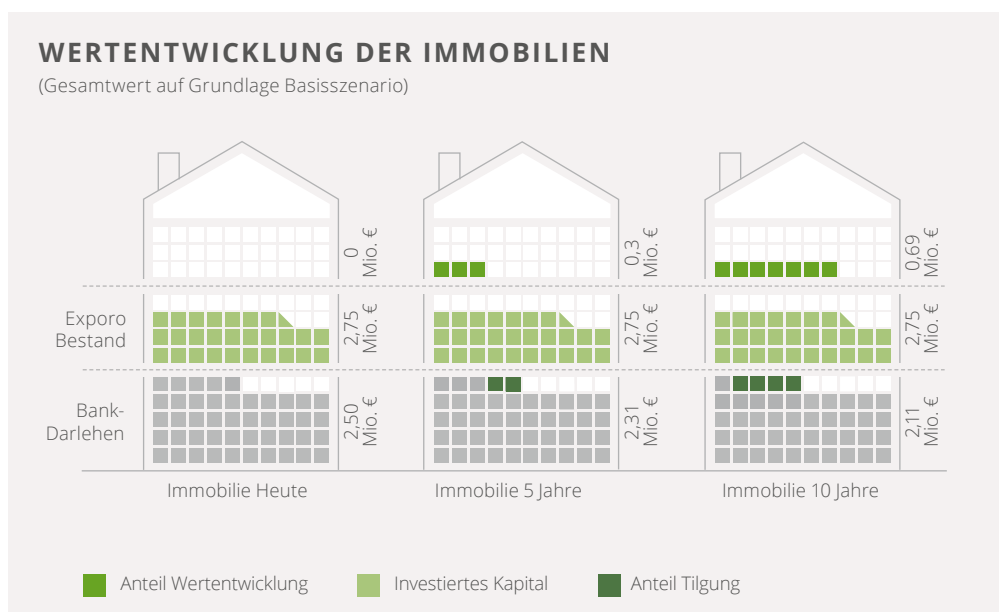 WERTENTWICKLUNG DER IMMOBILIEN
(Gesamtwert auf Grundlage Basisszenario)
0
Mio. €
0,3
Mio. €
0,69
Mio. €
Exporo
Bestand
2,75
Mio. €
2,75
Mio. €
2,75
Mio. €
Bank-
Darlehen
2,50
Mio. €
2,31
Mio. €
2,11
Mio. €
Immobilie Heute
Immobilie 5 Jahre
Immobilie 10 Jahre
Anteil Wertentwicklung
Investiertes Kapital
Anteil Tilgung